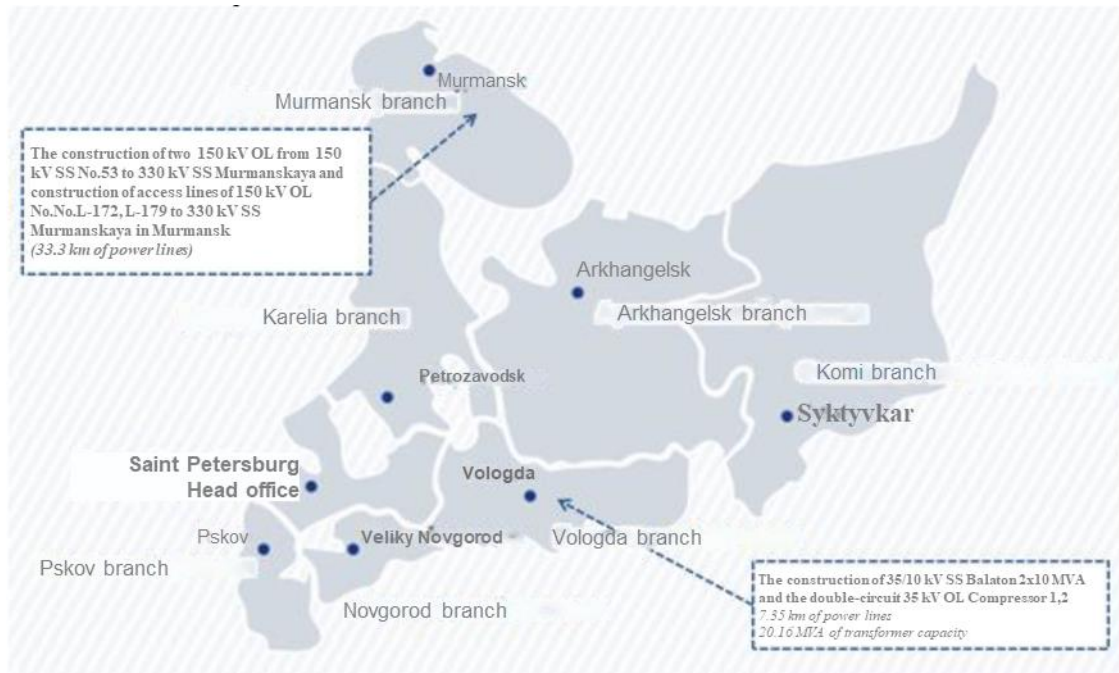 Murmansk
Murmansk branch
The construction of two 150 kV OL from 150
kV SS No.53 to 330 kV SS Murmanskaya and
construction of access lines of 150 kV OL
No.No.L-172, L-179 to 330 kV SS
Murmanskaya in Murmansk
(33.3 km of power lines)
Arkhangelsk
Karelia branch
Arkhangelsk branch
Petrozavodsk
Komi branch
Syktyvkar
Saint Petersburg
Head office
Vologda
Pskov
Veliky Novgorod
Vologda branch
Pskov branch
Novgorod branch
The construction of 35/10 kV SS Balaton 2x10 MVA
and the double-circuit 35 kV OL Compressor 1,2
7.35 km of power lines
20.16 MVA of transformer capacity